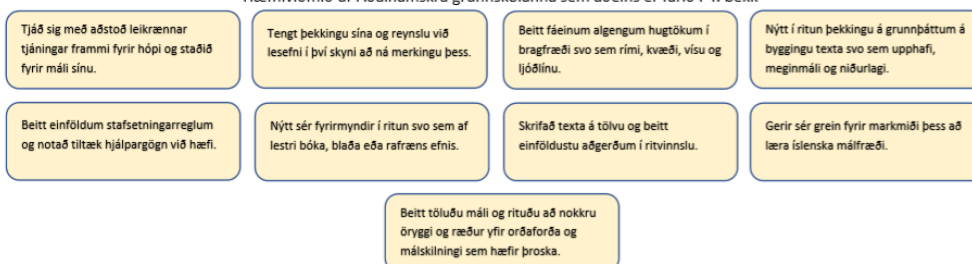 Tjáð sig með aðstoð leikrænnar
tjáningar frammi fyrir hópi og staðið
fyrir máli sínu.
Tengt þekkingu sína og reynslu við
lesefni í því skyni að ná merkingu þess.
Beitt fáeinum algengum hugtökum í
bragfræði svo sem rími, kvæði, vísu og
ljóðlínu.
Nýtt í ritun þekkingu á grunnþáttum á
byggingu texta svo sem upphafi,
meginmáli og niðurlagi.
Beitt einföldum stafsetningarreglum
og notað tiltæk hjálpargögn við hæfi.
Nýtt sér fyrirmyndir í ritun svo sem af
lestri bóka, blaða eða rafræns efnis.
Skrifað texta á tölvu og beitt
einföldustu aðgerðum í ritvinnslu.
Gerir sér grein fyrir markmiði þess að
læra íslenska málfræði.
Beitt töluðu máli og rituðu að nokkru
öryggi og ræður yfir orðaforða og
málskilningi sem hæfir þroska.